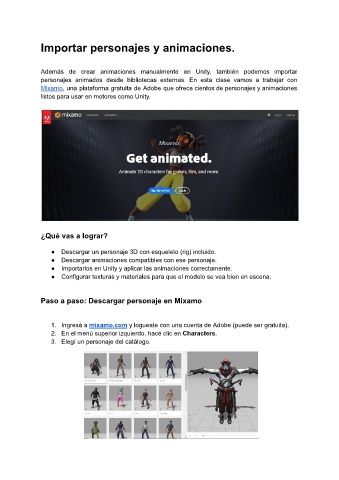 Importar personajes y animaciones.
Además de crear animaciones manualmente en Unity, también podemos importar
personajes animados desde bibliotecas externas. En esta clase vamos a trabajar con
Mixamo, una plataforma gratuita de Adobe que ofrece cientos de personajes y animaciones
listos para usar en motores como Unity.
mixamo
Mixamo
Get animated.
Animate 3D characters for games, film, and more.
¿Qué vas a lograr?
● Descargar un personaje 3D con esqueleto (rig) incluido.
● Descargar animaciones compatibles con ese personaje.
● Importarlos en Unity y aplicar las animaciones correctamente.
● Configurar texturas y materiales para que el modelo se vea bien en escena.
Paso a paso: Descargar personaje en Mixamo
1. Ingresá a mixamo.com y logueate con una cuenta de Adobe (puede ser gratuita).
2. En el menú superior izquierdo, hacé clic en Characters.
3. Elegí un personaje del catálogo.